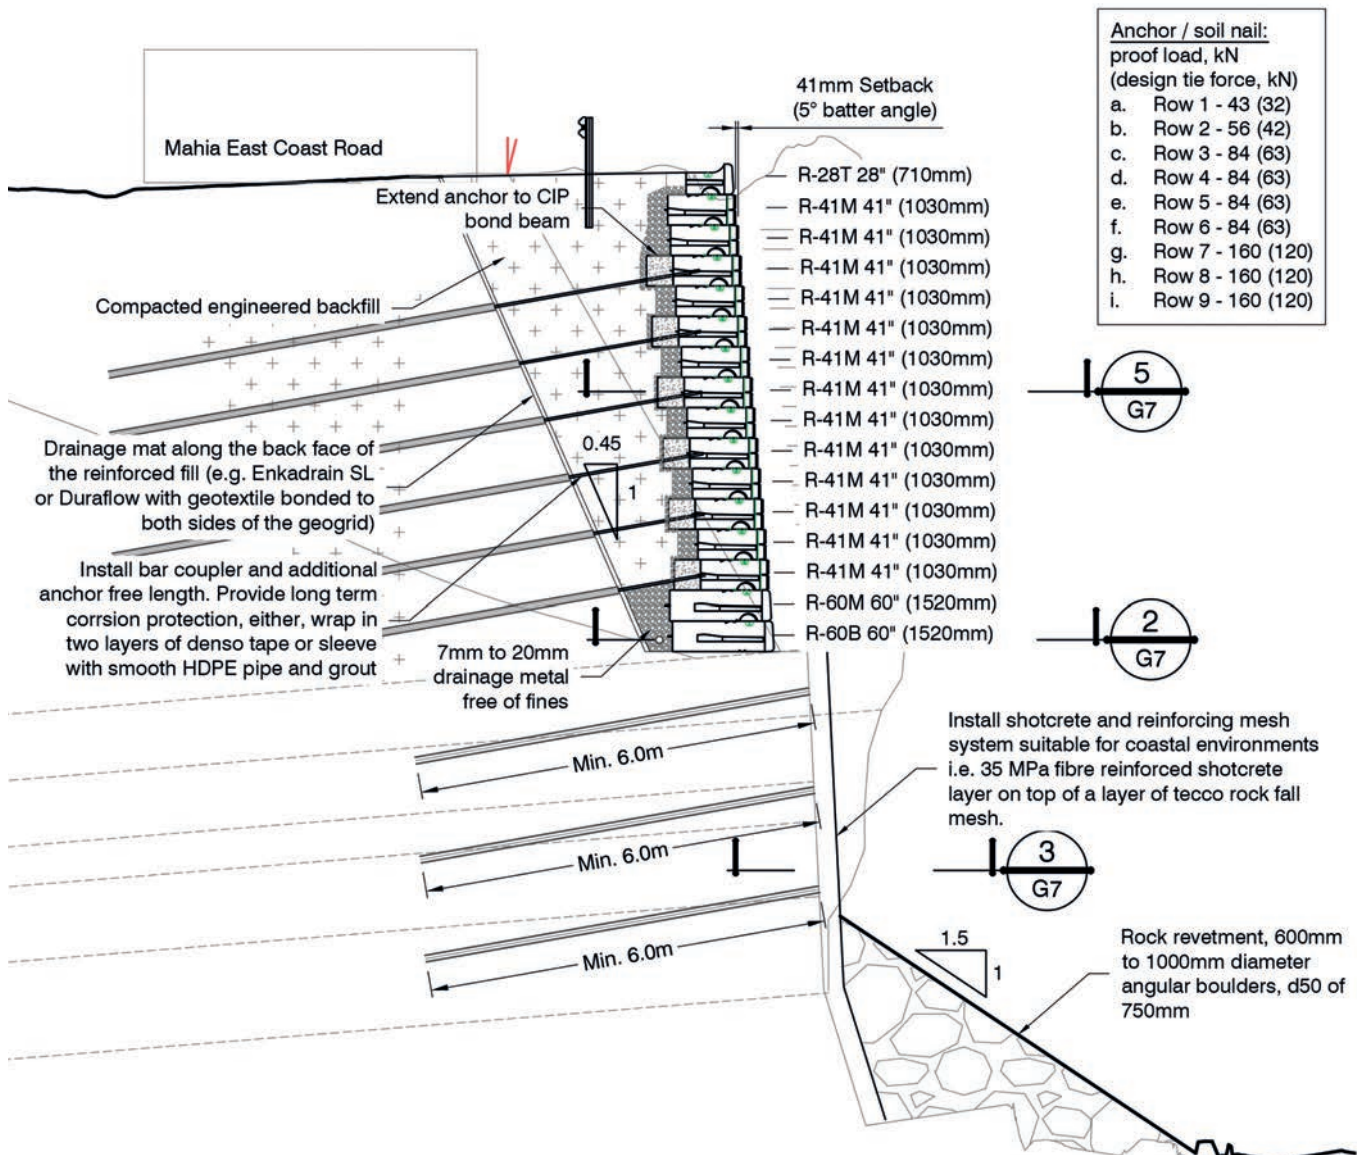 Anchor / soil nail:
proof load, kN
(design tie force, kN)
a. Row 1 - 43 (32)
b. Row 2 - 56 (42)
c. Row 3 - 84 (63)
d. Row 4 - 84 (63)
e. Row 5 - 84 (63)
f. Row 6 - 84 (63)
g. Row 7 - 160 (120)
h. Row 8 - 160 (120)
i. Row 9 - 160 (120)
41mm Setback
(5° batter angle)
Mahia East Coast Road
Extend anchor to CIP
bond beam
Compacted engineered backfill
Drainage mat along the back face of
the reinforced fill (e.g. Enkadrain SL
or Duraflow with geotextile bonded to
both sides of the geogrid)
Install bar coupler and additional
anchor free length. Provide long term
corrsion protection, either, wrap in
two layers of denso tape or sleeve
with smooth HDPE pipe and grout
0.45
1
7mm to 20mm
drainage metal
free of fines
R-28T 28" (710mm)
R-41M 41" (1030mm)
R-41M 41" (1030mm)
R-41M 41" (1030mm)
R-41M 41" (1030mm)
R-41M 41" (1030mm)
R-41M 41" (1030mm)
R-41M 41" (1030mm)
R-41M 41" (1030mm)
R-41M 41" (1030mm)
R-41M 41" (1030mm)
R-41M 41" (1030mm)
R-41M 41" (1030mm)
R-41M 41" (1030mm)
R-60M 60" (1520mm)
R-60B 60" (1520mm)
5
G7
2
G7
Min. 6.0m
Min. 6.0m
Min. 6.0m
Install shotcrete and reinforcing mesh
system suitable for coastal environments
i.e. 35 MPa fibre reinforced shotcrete
layer on top of a layer of tecco rock fall
mesh.
3
G7
1.5
1
Rock revetment, 600mm
to 1000mm diameter
angular boulders, d50 of
750mm